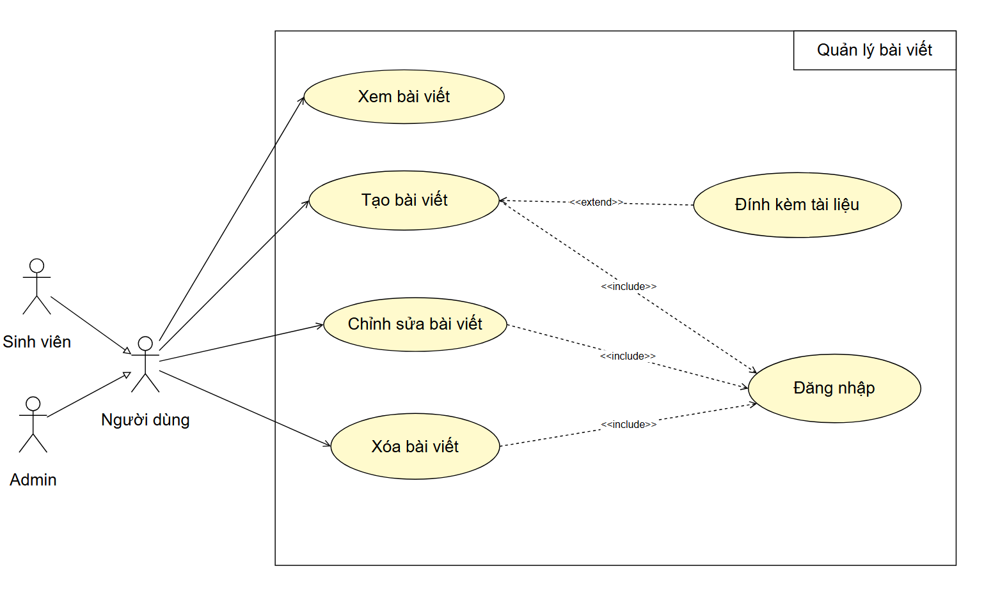 Quản lý bài viết
Xem bài viết
Tạo bài viết
<<extend>>
Đính kèm tài liệu
<<include>>
Chỉnh sửa bài viết
Sinh viên
<<include>>
Đăng nhập
Người dùng
<<include>>
Xóa bài viết
Admin